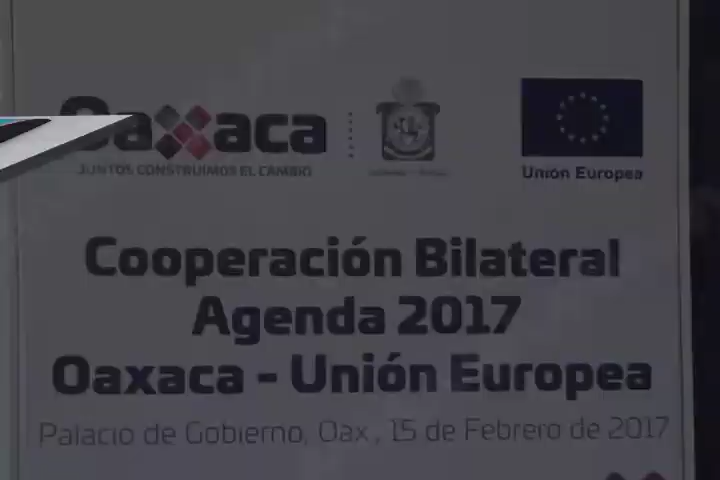 Oaxaca
JUNTOS CONSTRUIMOS EL CAMBIO
Unión Europea
Cooperación Bilateral
Agenda 2017
Oaxaca - Unión Europea
Palacio de Gobierno, Oax., 15 de Febrero de 2017